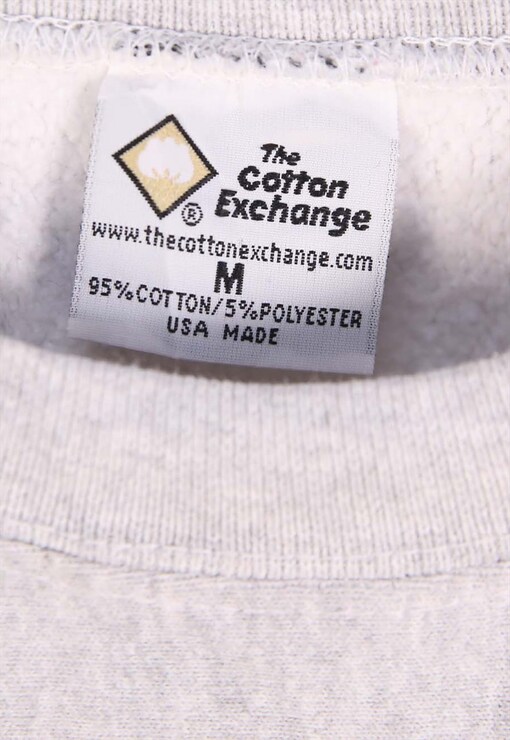 The
Cotton
® Exchange
www.thecottonexchange.com
M
95%COTTON/5%POLYESTER
USA MADE